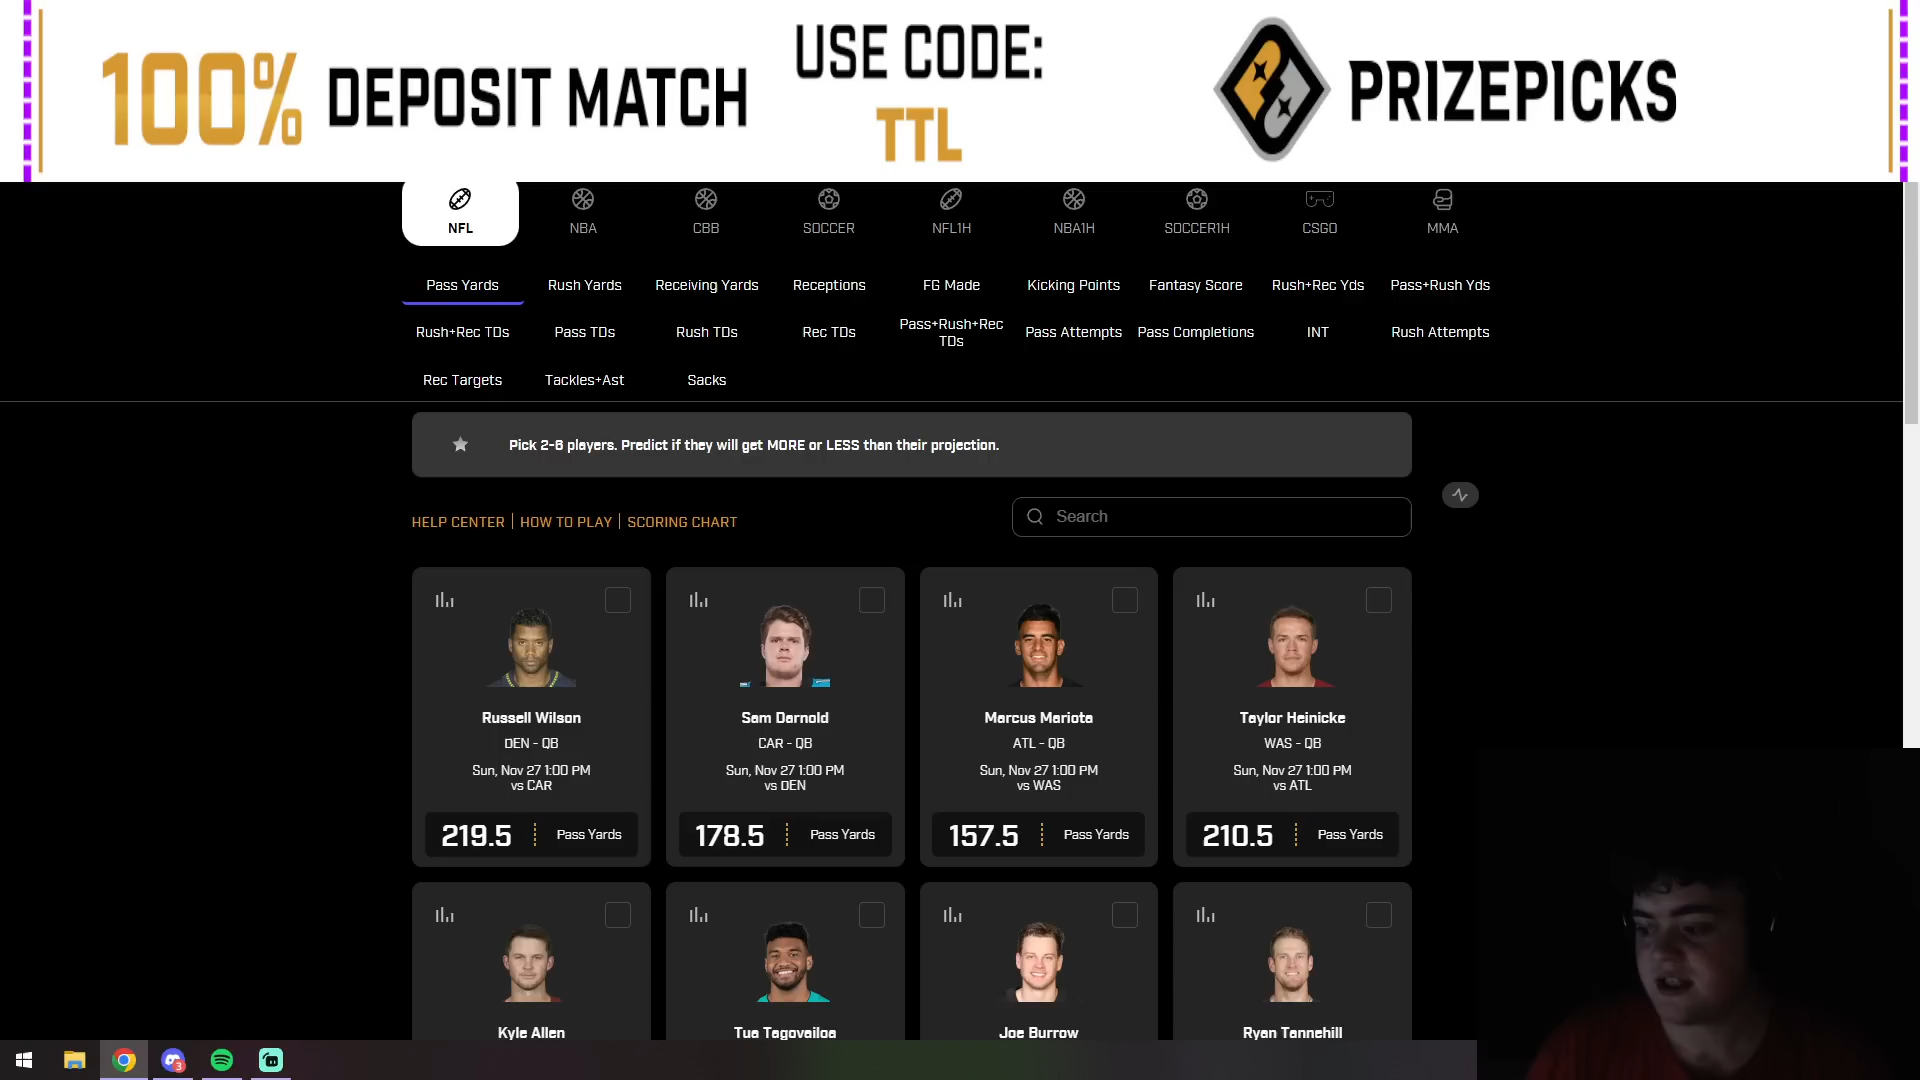 100% DEPOSIT MATCH
USE CODE:
TTL
PRIZEPICKS
NFL
NBA
CBB
SOCCER
NFL1H
NBA1H
SOCCER1H
CSGO
MMA
Pass Yards
Rush Yards
Receiving Yards
Receptions
FG Made
Kicking Points
Fantasy Score
Rush+Rec Yds
Pass+Rush Yds
Rush+Rec TDs
Pass TDs
Rush TDs
Rec TDs
Pass+Rush+Rec
TDs
Pass Attempts
Pass Completions
INT
Rush Attempts
Rec Targets
Tackles+Ast
Sacks
Pick 2-6 players. Predict if they will get MORE or LESS than their projection.
HELP CENTER | HOW TO PLAY | SCORING CHART
Search
Russell Wilson
DEN - QB
Sun, Nov 27 1:00 PM
vs CAR
219.5 Pass Yards
Sam Darnold
CAR - QB
Sun, Nov 27 1:00 PM
vs DEN
178.5 Pass Yards
Marcus Mariota
ATL - QB
Sun, Nov 27 1:00 PM
vs WAS
157.5 Pass Yards
Taylor Heinicke
WAS - QB
Sun, Nov 27 1:00 PM
vs ATL
210.5 Pass Yards
Kyle Allen
Tua Tagovailoa
Joe Burrow
Ryan Tannehill
3